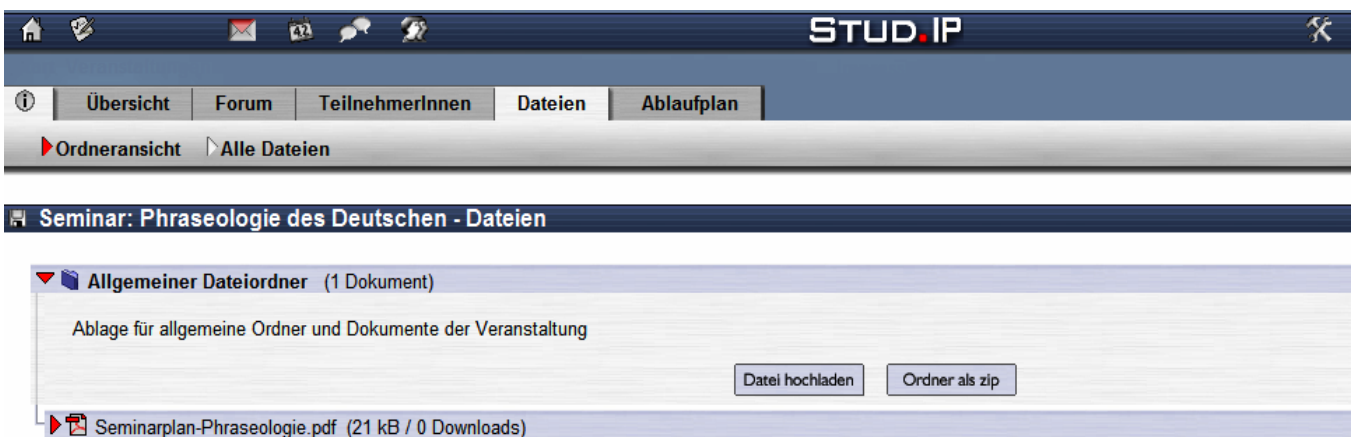 42
STUD.IP
Übersicht Forum TeilnehmerInnen Dateien Ablaufplan
Ordneransicht Alle Dateien
Seminar: Phraseologie des Deutschen - Dateien
Allgemeiner Dateiordner (1 Dokument)
Ablage für allgemeine Ordner und Dokumente der Veranstaltung
Datei hochladen Ordner als zip
Seminarplan-Phraseologie.pdf (21 kB / 0 Downloads)